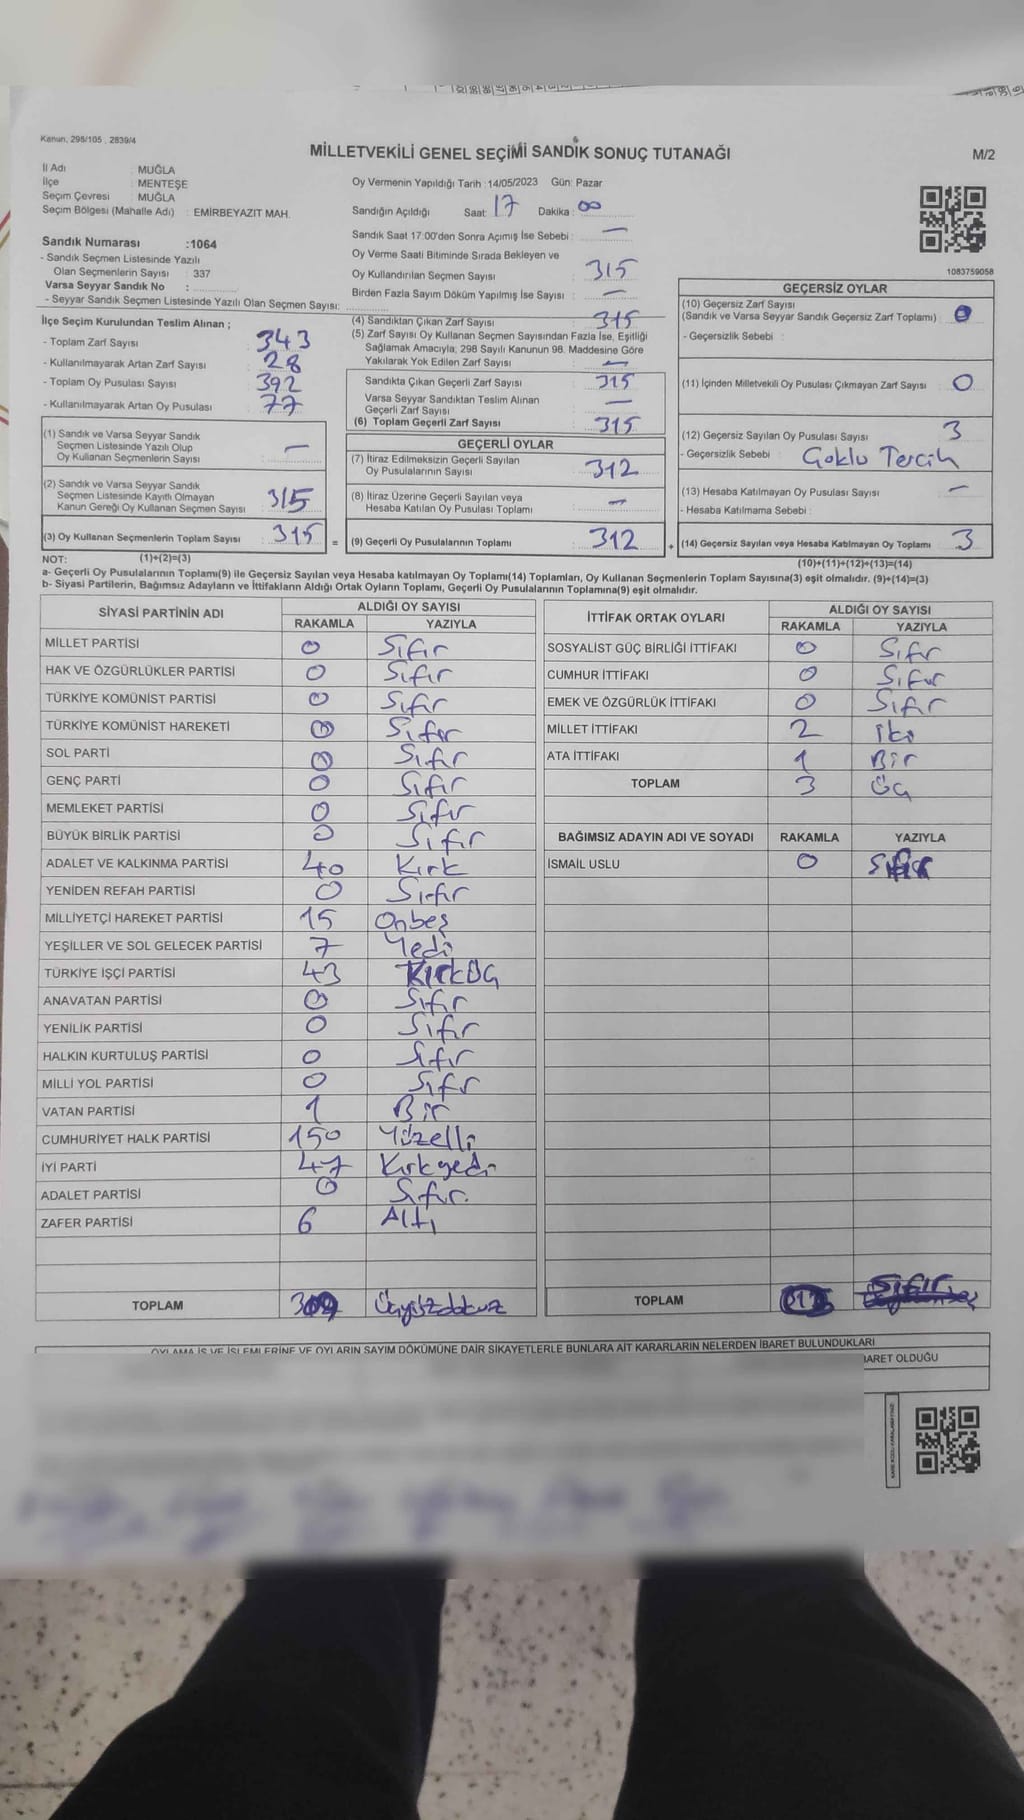 Kanun, 298/105 , 2839/4
MİLLETVEKİLİ GENEL SEÇİMİ SANDIK SONUÇ TUTANAĞI
M/2
İl Adı : MUĞLA
İlçe : MENTEŞE
Seçim Çevresi : MUĞLA
Seçim Bölgesi (Mahalle Adı) : EMİRBEYAZIT MAH.
Oy Vermenin Yapıldığı Tarih :14/05/2023 Gün: Pazar
Sandığın Açıldığı Saat: 17 Dakika : 00
Sandık Saat 17:00'den Sonra Açımış İse Sebebi : —
Oy Verme Saati Bitiminde Sırada Bekleyen ve
Oy Kullandırılan Seçmen Sayısı : 315
Birden Fazla Sayım Döküm Yapılmış İse Sayısı : —
1083759058
Sandık Numarası :1064
- Sandık Seçmen Listesinde Yazılı
Olan Seçmenlerin Sayısı : 337
Varsa Seyyar Sandık No :
- Seyyar Sandık Seçmen Listesinde Yazılı Olan Seçmen Sayısı:
İlçe Seçim Kurulundan Teslim Alınan ;
- Toplam Zarf Sayısı : 343
- Kullanılmayarak Artan Zarf Sayısı : 28
- Toplam Oy Pusulası Sayısı : 392
- Kullanılmayarak Artan Oy Pusulası : 77
(1) Sandık ve Varsa Seyyar Sandık
Seçmen Listesinde Yazılı Olup
Oy Kullanan Seçmenlerin Sayısı : —
(2) Sandık ve Varsa Seyyar Sandık
Seçmen Listesinde Kayıtlı Olmayan
Kanun Gereği Oy Kullanan Seçmen Sayısı : 315
(3) Oy Kullanan Seçmenlerin Toplam Sayısı : 315 =
(4) Sandıktan Çıkan Zarf Sayısı : 315
(5) Zarf Sayısı Oy Kullanan Seçmen Sayısından Fazla İse, Eşitliği
Sağlamak Amacıyla; 298 Sayılı Kanunun 98. Maddesine Göre
Yakılarak Yok Edilen Zarf Sayısı : —
Sandıkta Çıkan Geçerli Zarf Sayısı : 315
Varsa Seyyar Sandıktan Teslim Alınan
Geçerli Zarf Sayısı : —
(6) Toplam Geçerli Zarf Sayısı : 315
GEÇERLİ OYLAR
(7) İtiraz Edilmeksizin Geçerli Sayılan
Oy Pusulalarının Sayısı : 312
(8) İtiraz Üzerine Geçerli Sayılan veya
Hesaba Katılan Oy Pusulası Toplamı : —
(9) Geçerli Oy Pusulalarının Toplamı : 312 +
GEÇERSİZ OYLAR
(10) Geçersiz Zarf Sayısı
(Sandık ve Varsa Seyyar Sandık Geçersiz Zarf Toplamı) : 0
- Geçersizlik Sebebi :
(11) İçinden Milletvekili Oy Pusulası Çıkmayan Zarf Sayısı : 0
(12) Geçersiz Sayılan Oy Pusulası Sayısı : 3
- Geçersizlik Sebebi : Çoklu Tercih
(13) Hesaba Katılmayan Oy Pusulası Sayısı : —
- Hesaba Katılmama Sebebi :
(14) Geçersiz Sayılan veya Hesaba Katılmayan Oy Toplamı : 3
NOT: (1)+(2)=(3)
(10)+(11)+(12)+(13)=(14)
a- Geçerli Oy Pusulalarının Toplamı(9) ile Geçersiz Sayılan veya Hesaba katılmayan Oy Toplamı(14) Toplamları, Oy Kullanan Seçmenlerin Toplam Sayısına(3) eşit olmalıdır. (9)+(14)=(3)
b- Siyasi Partilerin, Bağımsız Adayların ve İttifakların Aldığı Ortak Oyların Toplamı, Geçerli Oy Pusulalarının Toplamına(9) eşit olmalıdır.
SİYASİ PARTİNİN ADI ALDIĞI OY SAYISI
RAKAMLA YAZIYLA
MİLLET PARTİSİ 0 Sıfır
HAK VE ÖZGÜRLÜKLER PARTİSİ 0 Sıfır
TÜRKİYE KOMÜNİST PARTİSİ 0 Sıfır
TÜRKİYE KOMÜNİST HAREKETİ 0 Sıfır
SOL PARTİ 0 Sıfır
GENÇ PARTİ 0 Sıfır
MEMLEKET PARTİSİ 0 Sıfır
BÜYÜK BİRLİK PARTİSİ 0 Sıfır
ADALET VE KALKINMA PARTİSİ 40 Kırk
YENİDEN REFAH PARTİSİ 0 Sıfır
MİLLİYETÇİ HAREKET PARTİSİ 15 Onbeş
YEŞİLLER VE SOL GELECEK PARTİSİ 7 Yedi
TÜRKİYE İŞÇİ PARTİSİ 43 KırkÜç
ANAVATAN PARTİSİ 0 Sıfır
YENİLİK PARTİSİ 0 Sıfır
HALKIN KURTULUŞ PARTİSİ 0 Sıfır
MİLLİ YOL PARTİSİ 0 Sıfır
VATAN PARTİSİ 1 Bir
CUMHURİYET HALK PARTİSİ 150 Yüzelli
İYİ PARTİ 47 Kırkyedi
ADALET PARTİSİ 0 Sıfır.
ZAFER PARTİSİ 6 Altı
TOPLAM 309 Üçyüzdokuz
İTTİFAK ORTAK OYLARI ALDIĞI OY SAYISI
RAKAMLA YAZIYLA
SOSYALİST GÜÇ BİRLİĞİ İTTİFAKI 0 Sıfır
CUMHUR İTTİFAKI 0 Sıfır
EMEK VE ÖZGÜRLÜK İTTİFAKI 0 Sıfır
MİLLET İTTİFAKI 2 İki
ATA İTTİFAKI 1 Bir
TOPLAM 3 Üç
BAĞIMSIZ ADAYIN ADI VE SOYADI RAKAMLA YAZIYLA
İSMAİL USLU 0 Sıfır
TOPLAM Sıfır
OYLAMA İŞ VE İŞLEMLERİNE VE OYLARIN SAYIM DÖKÜMÜNE DAİR ŞİKAYETLERLE BUNLARA AİT KARARLARIN NELERDEN İBARET BULUNDUKLARI
İBARET OLDUĞU